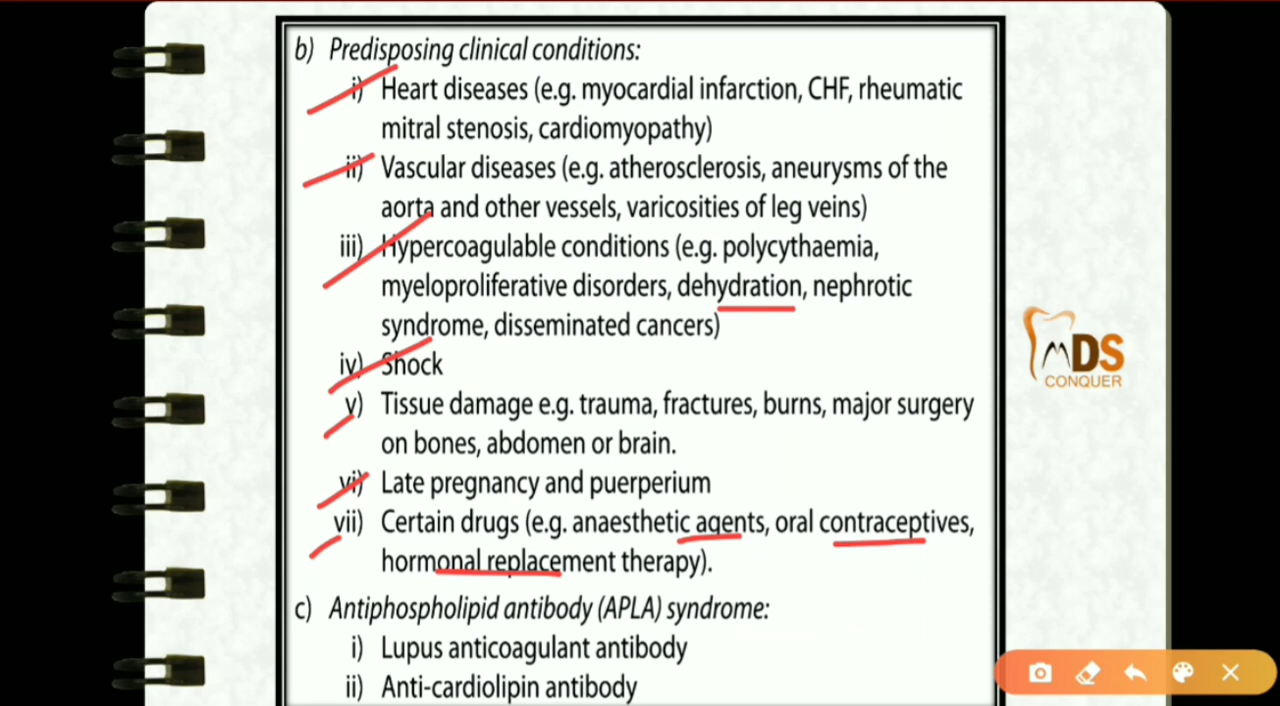 b) Predisposing clinical conditions:
i) Heart diseases (e.g. myocardial infarction, CHF, rheumatic
mitral stenosis, cardiomyopathy)
ii) Vascular diseases (e.g. atherosclerosis, aneurysms of the
aorta and other vessels, varicosities of leg veins)
iii) Hypercoagulable conditions (e.g. polycythaemia,
myeloproliferative disorders, dehydration, nephrotic
syndrome, disseminated cancers)
iv) Shock
v) Tissue damage e.g. trauma, fractures, burns, major surgery
on bones, abdomen or brain.
vi) Late pregnancy and puerperium
vii) Certain drugs (e.g. anaesthetic agents, oral contraceptives,
hormonal replacement therapy).
c) Antiphospholipid antibody (APLA) syndrome:
i) Lupus anticoagulant antibody
ii) Anti-cardiolipin antibody
MDS
CONQUER